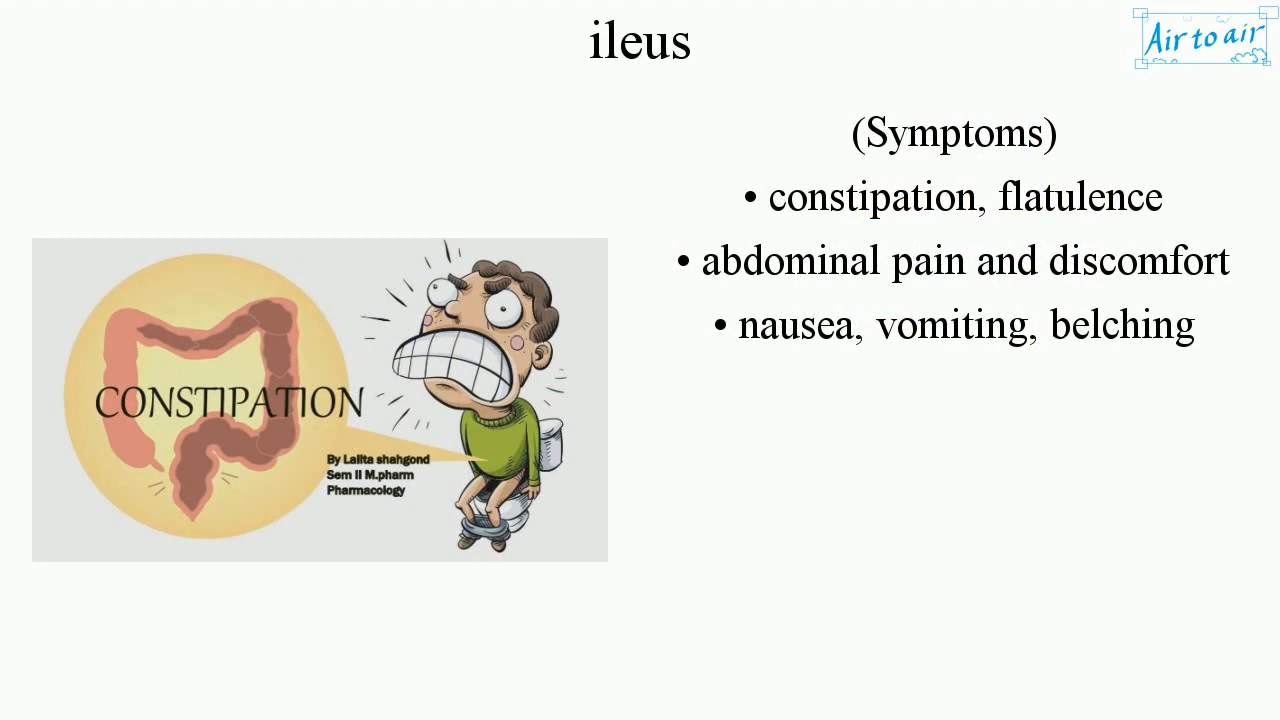 ileus
Air to air
(Symptoms)
• constipation, flatulence
• abdominal pain and discomfort
• nausea, vomiting, belching
CONSTIPATION
By Lalita shahgond
Sem II M.pharm
Pharmacology